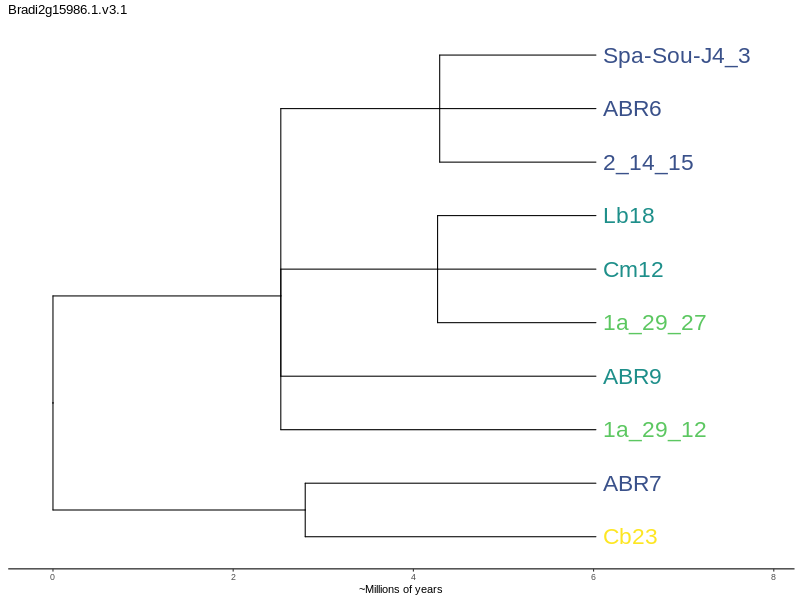 Bradi2g15986.1.v3.1
Spa-Sou-J4_3
ABR6
2_14_15
Lb18
Cm12
1a_29_27
ABR9
1a_29_12
ABR7
Cb23
0 2 4 6 8
~Millions of years